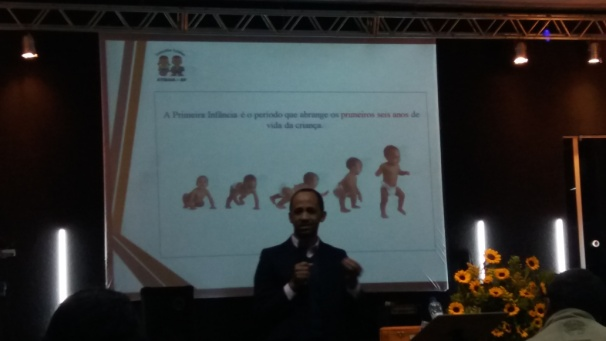 A Primeira Infância é o período que abrange os primeiros seis anos de
vida da criança.